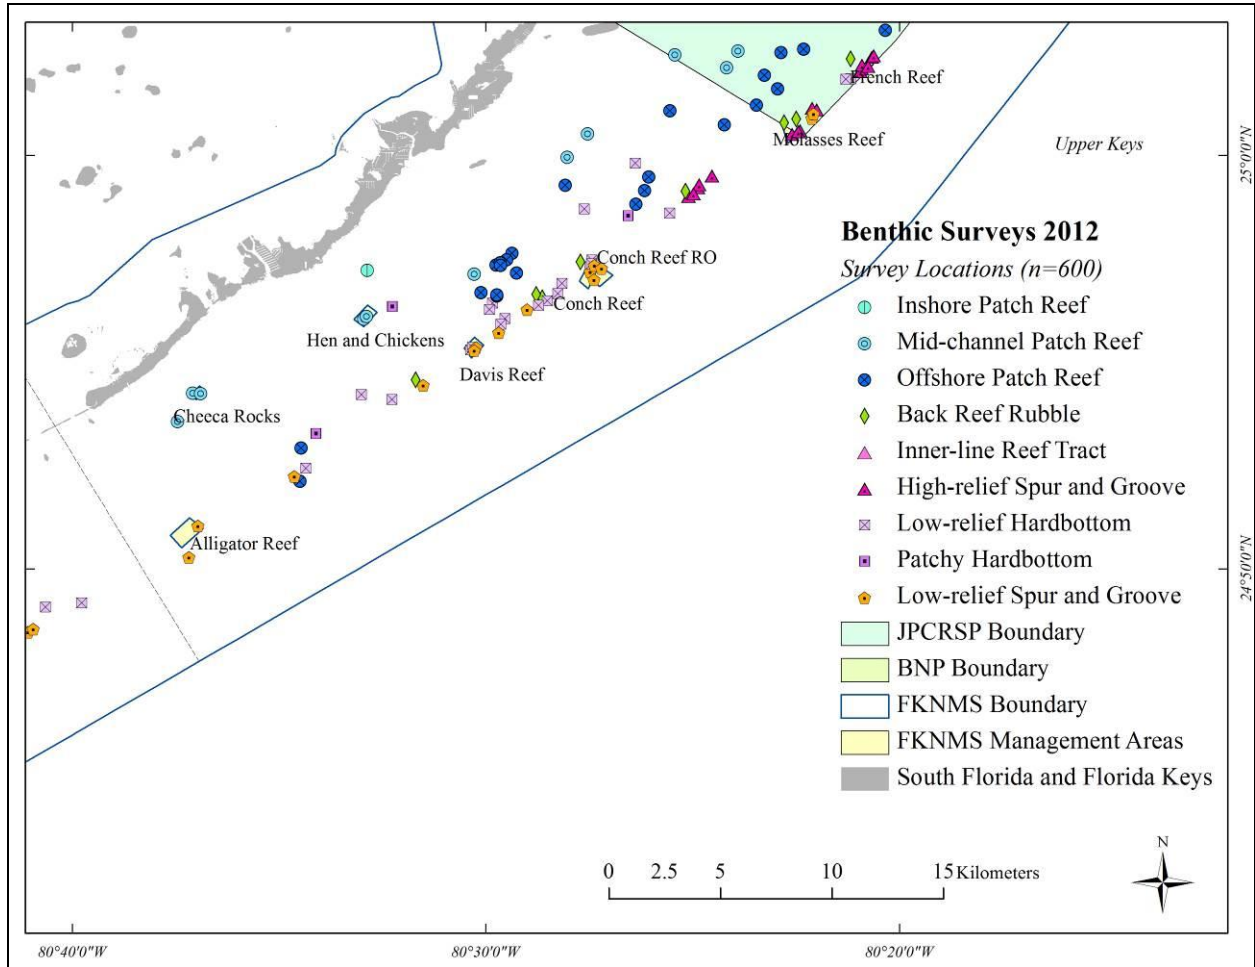 French Reef
Molasses Reef
Upper Keys
25°0'0"N
Benthic Surveys 2012
Survey Locations (n=600)
Inshore Patch Reef
Mid-channel Patch Reef
Offshore Patch Reef
Back Reef Rubble
Inner-line Reef Tract
High-relief Spur and Groove
Low-relief Hardbottom
Patchy Hardbottom
Low-relief Spur and Groove
JPCRSP Boundary
BNP Boundary
FKNMS Boundary
FKNMS Management Areas
South Florida and Florida Keys
Conch Reef RO
Conch Reef
Hen and Chickens
Davis Reef
Cheeca Rocks
Alligator Reef
24°50'0"N
N
0 2.5 5 10 15 Kilometers
80°40'0"W 80°30'0"W 80°20'0"W